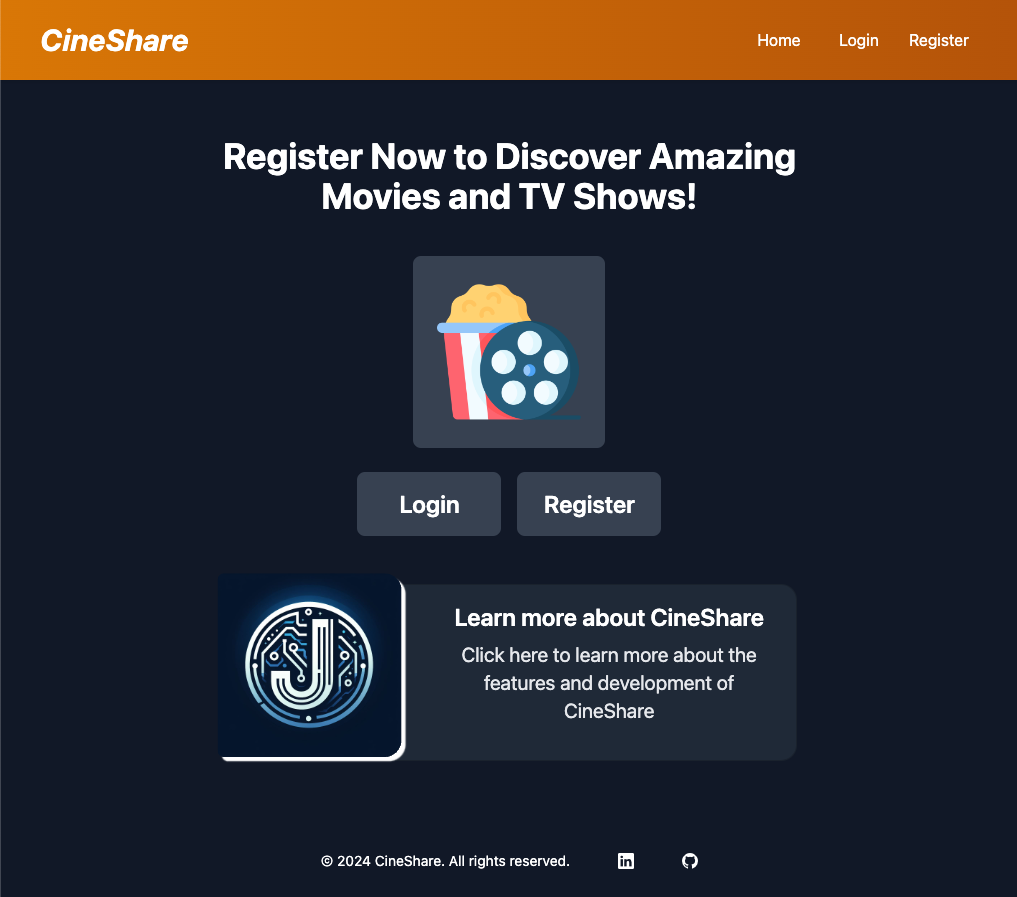 CineShare
Home Login Register
Register Now to Discover Amazing
Movies and TV Shows!
Login Register
J
Learn more about CineShare
Click here to learn more about the
features and development of
CineShare
© 2024 CineShare. All rights reserved.
in